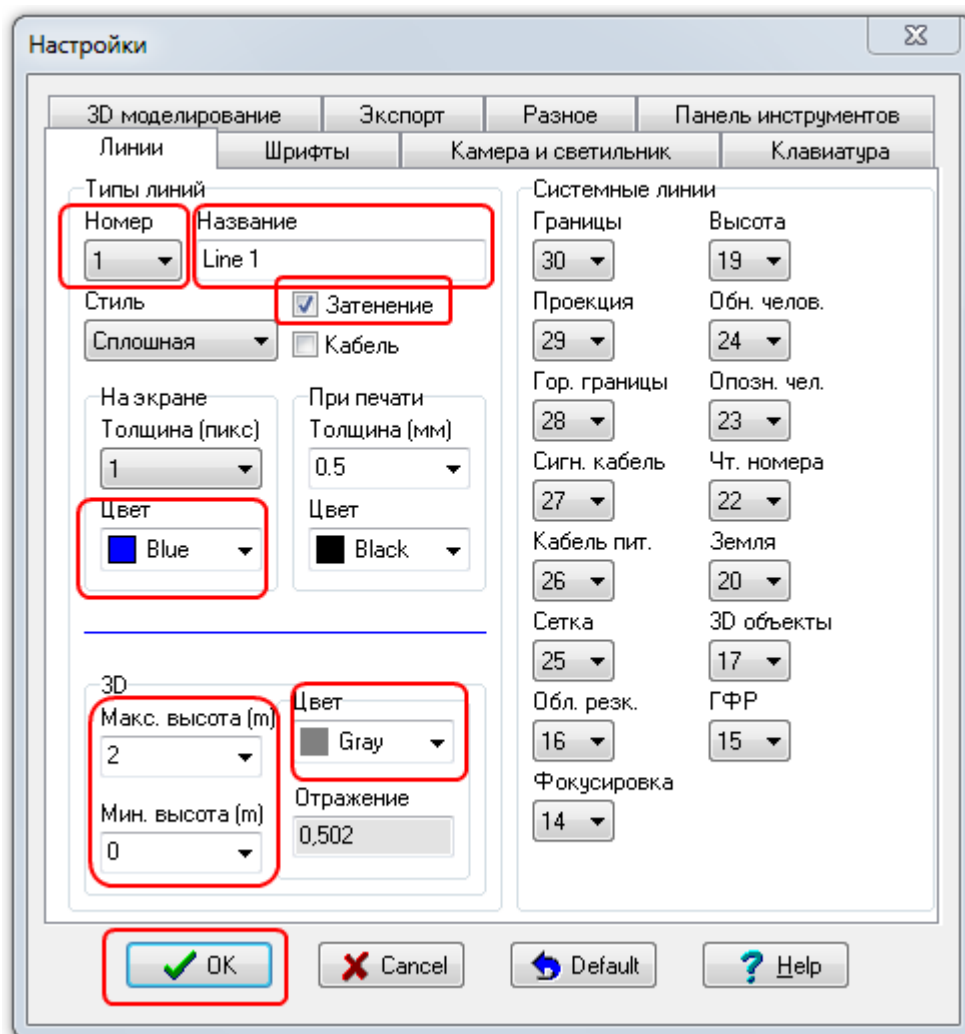 Настройки
3D моделирование Экспорт Разное Панель инструментов
Линии Шрифты Камера и светильник Клавиатура
Типы линий
Номер Название
1 Line 1
Стиль Затенение
Сплошная Кабель
На экране При печати
Толщина (пикс) Толщина (мм)
1 0.5
Цвет Цвет
Blue Black
3D
Макс. высота (m) Цвет
2 Gray
Мин. высота (m) Отражение
0 0,502
Системные линии
Границы Высота
30 19
Проекция Обн. челов.
29 24
Гор. границы Опозн. чел.
28 23
Сигн. кабель Чт. номера
27 22
Кабель пит. Земля
26 20
Сетка 3D объекты
25 17
Обл. резк. ГФР
16 15
Фокусировка
14
OK Cancel Default Help